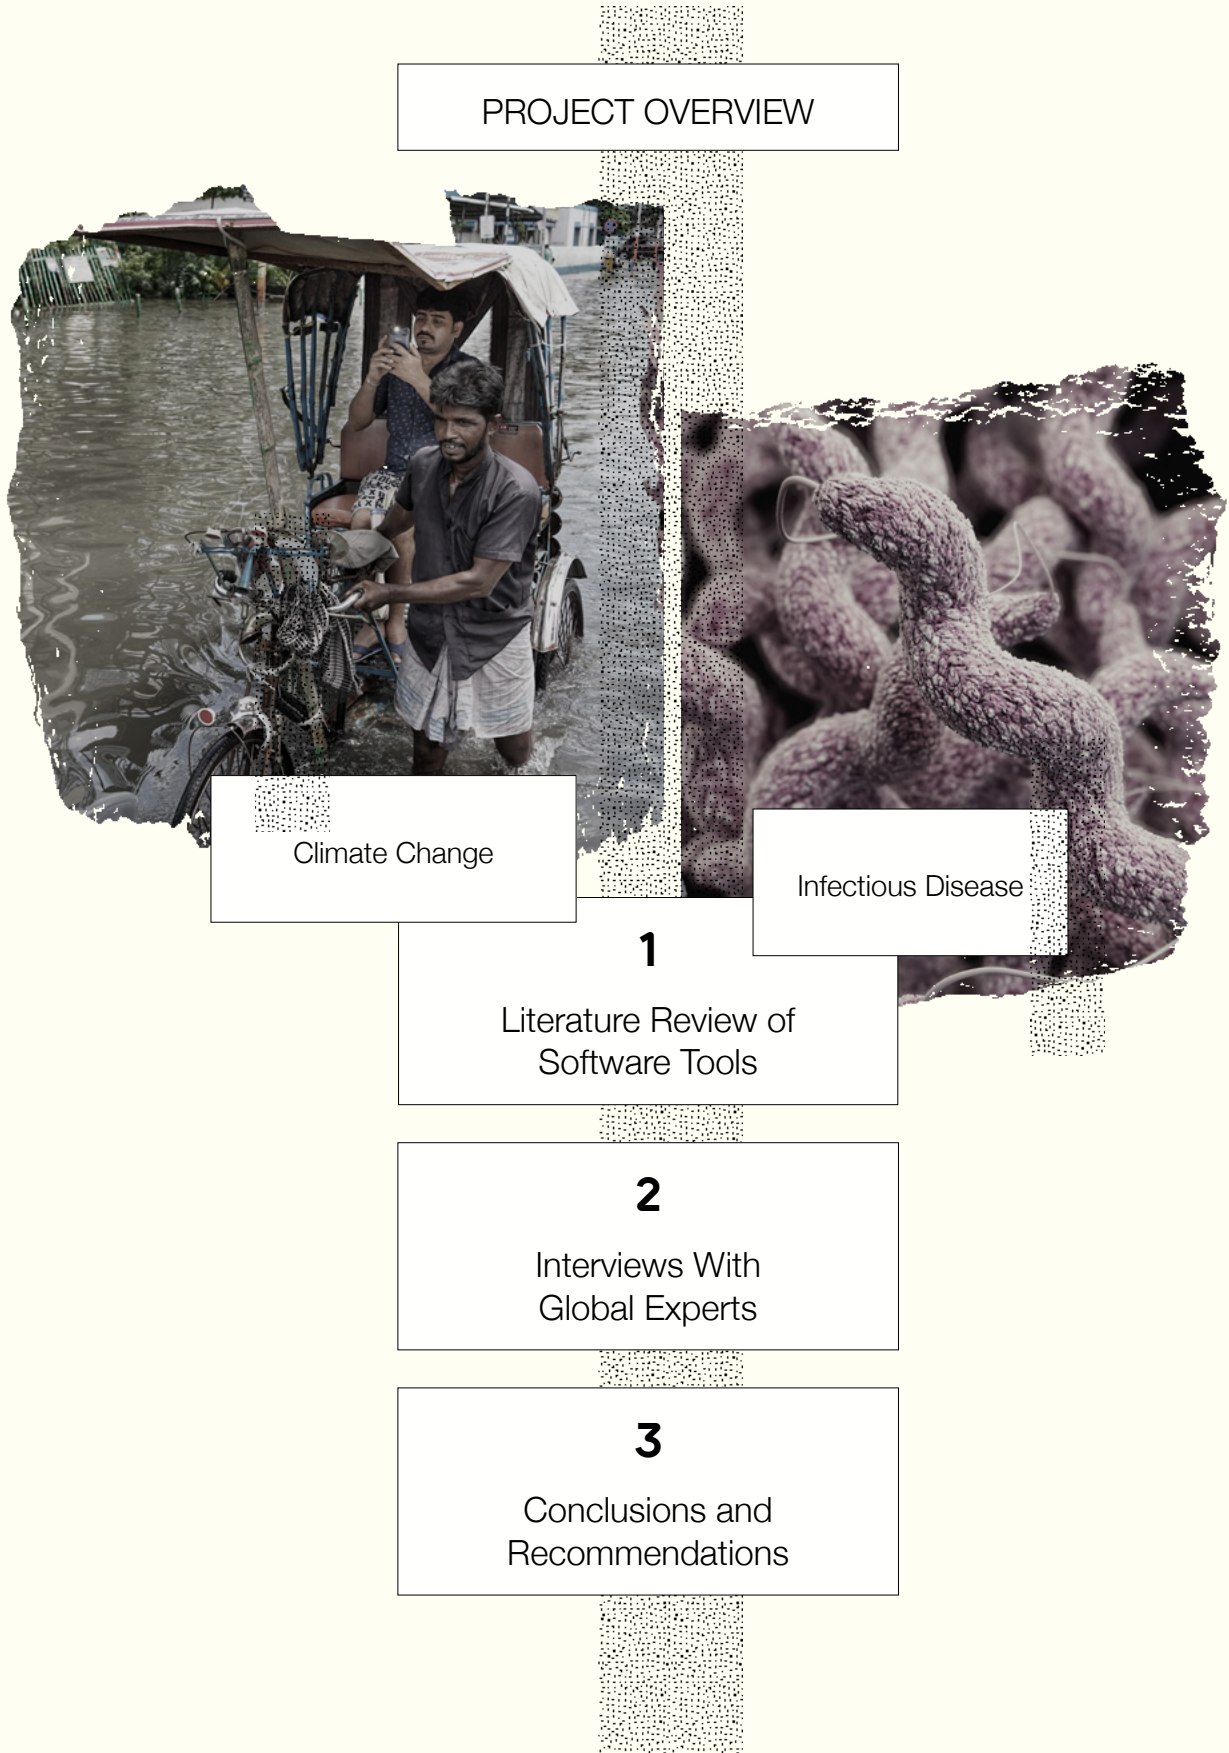 PROJECT OVERVIEW
Climate Change
Infectious Disease
1
Literature Review of
Software Tools
2
Interviews With
Global Experts
3
Conclusions and
Recommendations